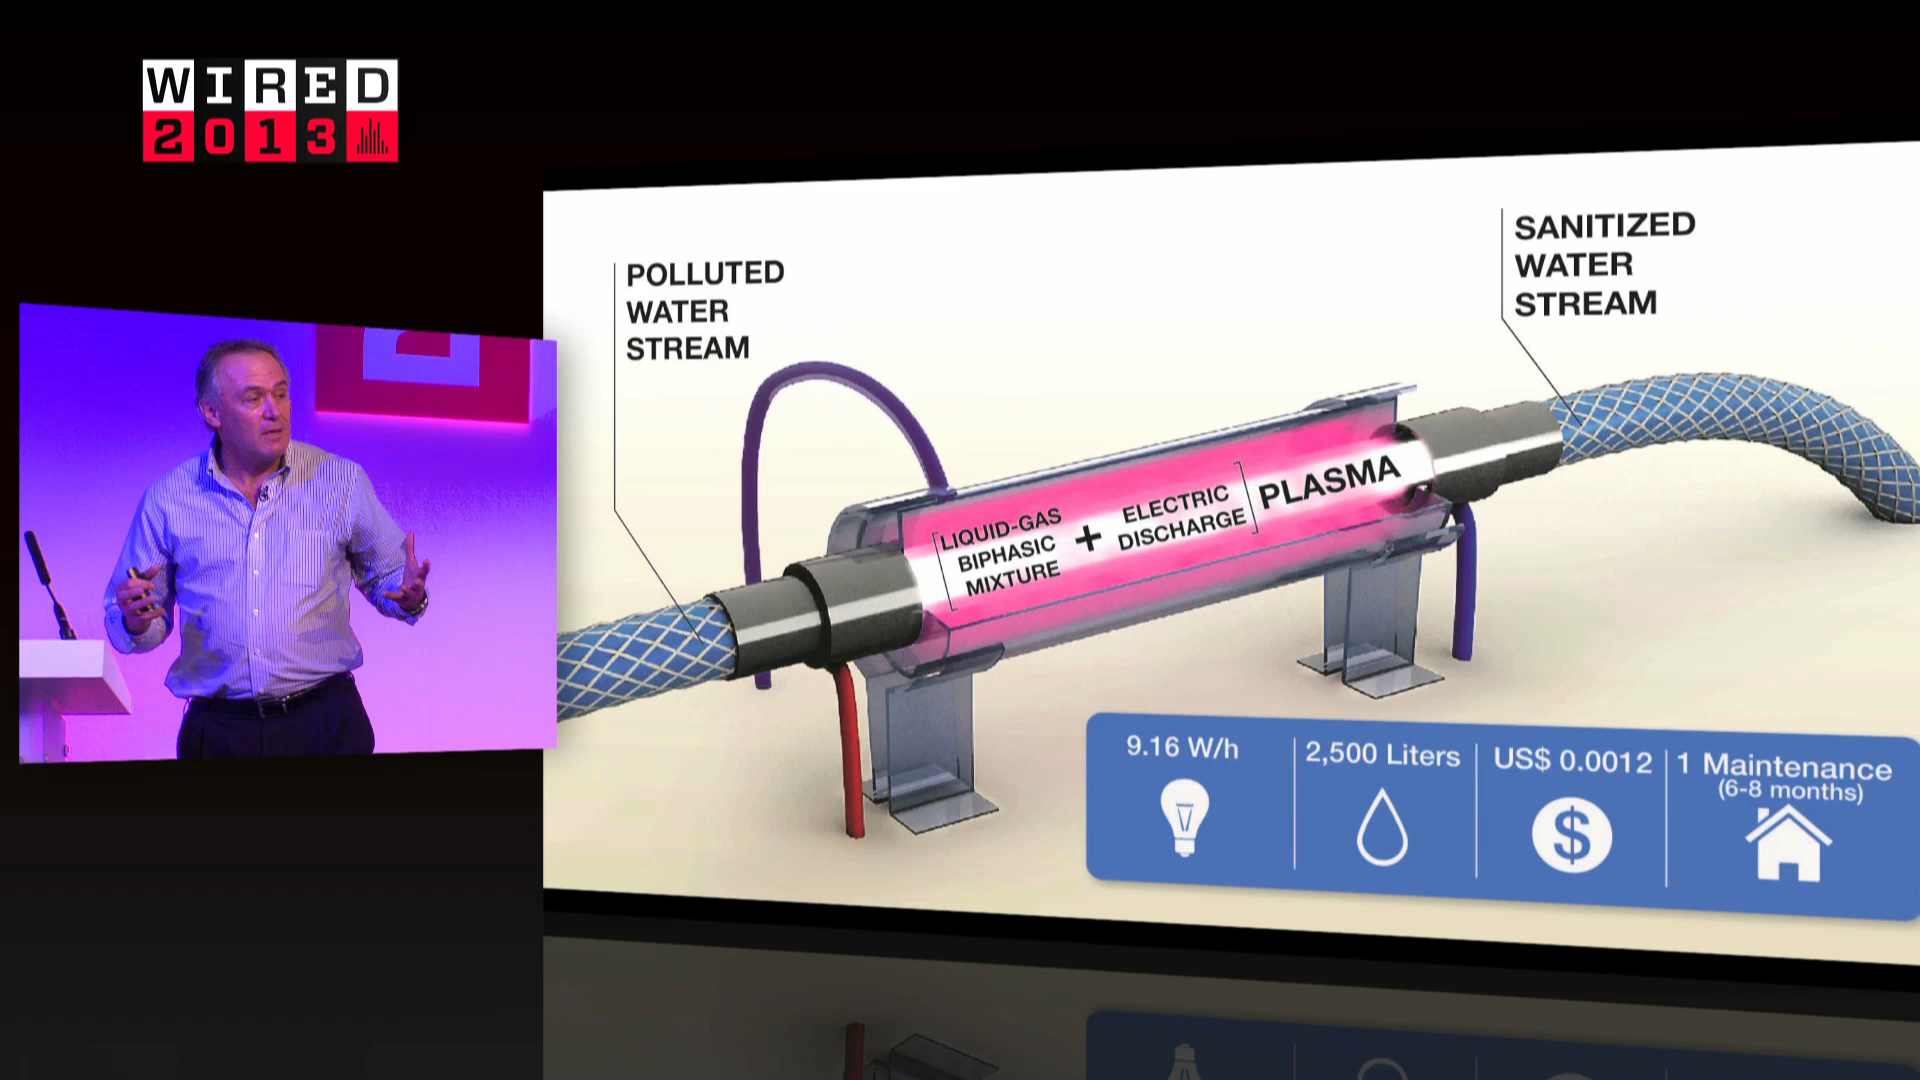 WIRED
2013
POLLUTED
WATER
STREAM
SANITIZED
WATER
STREAM
LIQUID-GAS
BIPHASIC
MIXTURE
+
ELECTRIC
DISCHARGE
PLASMA
9.16 W/h
2,500 Liters
US$ 0.0012
1 Maintenance
(6-8 months)
$